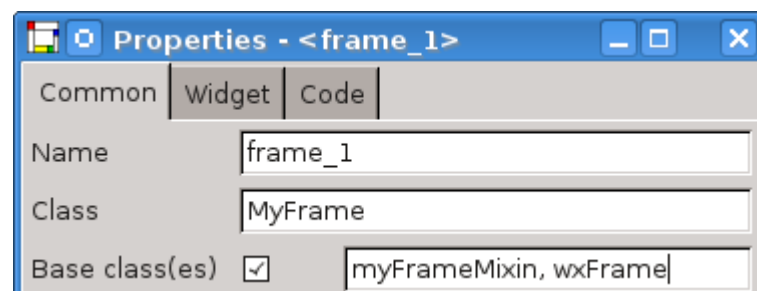 Properties - <frame_1>
Common Widget Code
Name frame_1
Class MyFrame
Base class(es) myFrameMixin, wxFrame